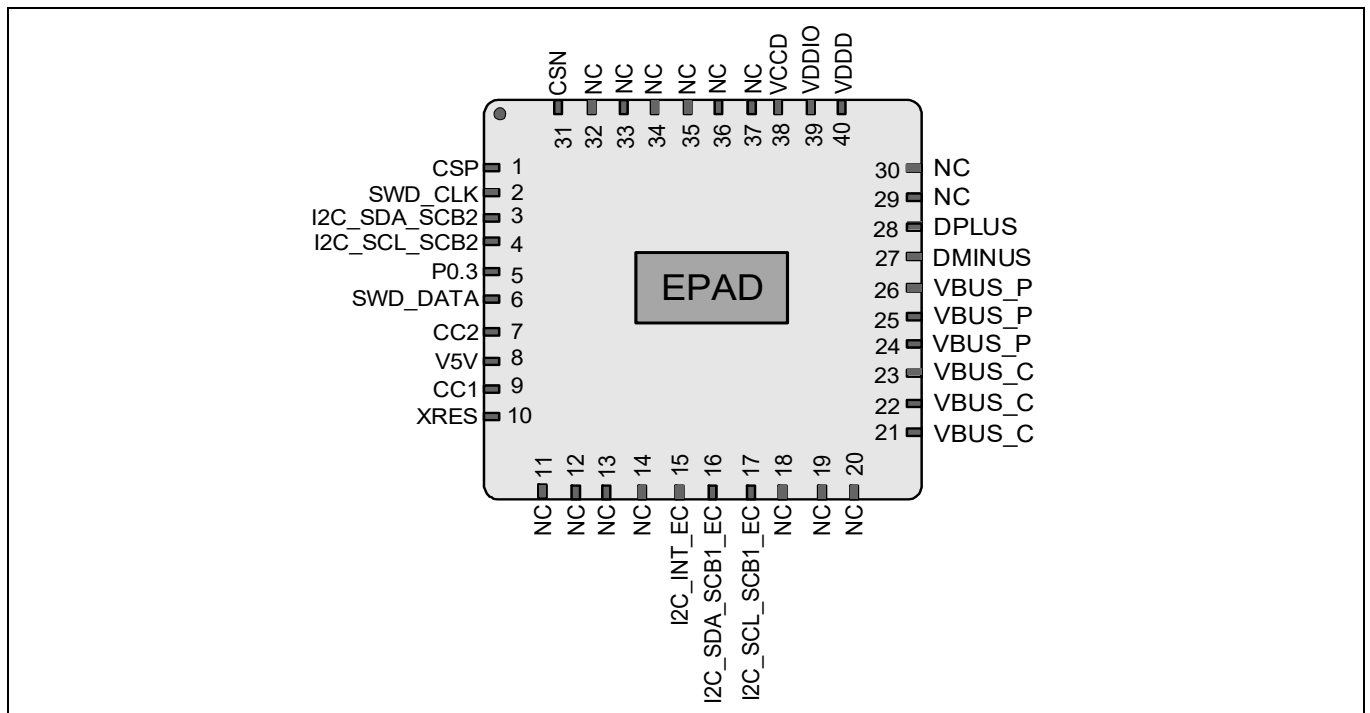 CSN
NC
NC
NC
NC
NC
NC
VCCD
VDDIO
VDDD
31
32
33
34
35
36
37
38
39
40
CSP 1
SWD_CLK 2
I2C_SDA_SCB2 3
I2C_SCL_SCB2 4
P0.3 5
SWD_DATA 6
CC2 7
V5V 8
CC1 9
XRES 10
EPAD
30 NC
29 NC
28 DPLUS
27 DMINUS
26 VBUS_P
25 VBUS_P
24 VBUS_P
23 VBUS_C
22 VBUS_C
21 VBUS_C
11
12
13
14
15
16
17
18
19
20
NC
NC
NC
NC
I2C_INT_EC
I2C_SDA_SCB1_EC
I2C_SCL_SCB1_EC
NC
NC
NC